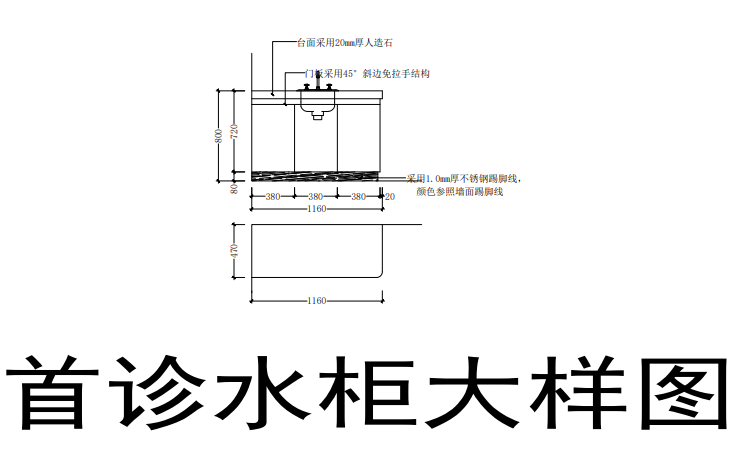 台面采用20mm厚人造石
门板采用45°斜边免拉手结构
800
720
80
采用1.0mm厚不锈钢踢脚线,
颜色参照墙面踢脚线
380 380 380 20
1160
470
1160
首诊水柜大样图